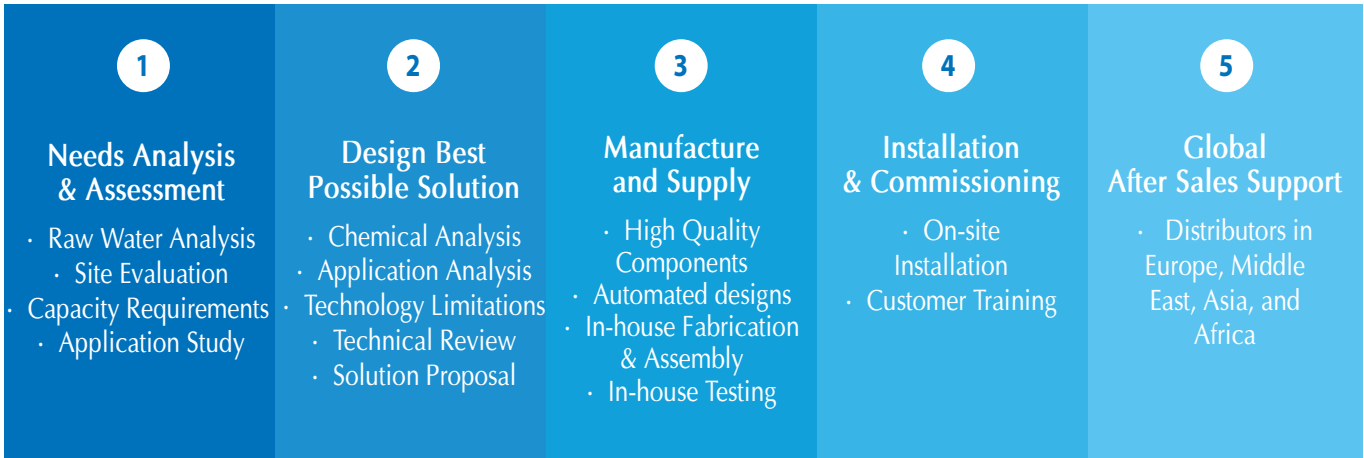 1
Needs Analysis
& Assessment
· Raw Water Analysis
· Site Evaluation
· Capacity Requirements
· Application Study
2
Design Best
Possible Solution
· Chemical Analysis
· Application Analysis
· Technology Limitations
· Technical Review
· Solution Proposal
3
Manufacture
and Supply
· High Quality
Components
· Automated designs
· In-house Fabrication
& Assembly
· In-house Testing
4
Installation
& Commissioning
· On-site
Installation
· Customer Training
5
Global
After Sales Support
· Distributors in
Europe, Middle
East, Asia, and
Africa